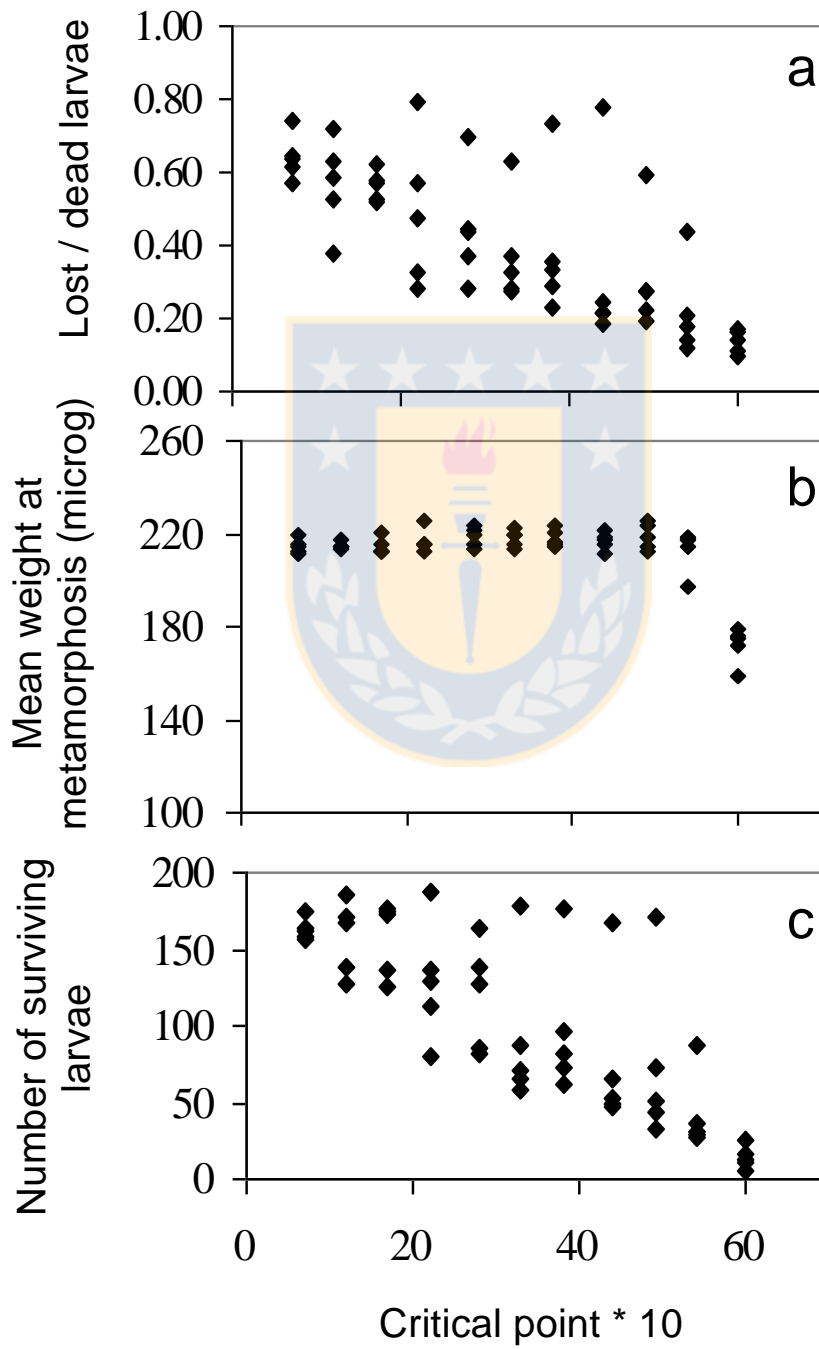 1.00
a
0.80
0.60
0.40
0.20
0.00
Lost / dead larvae
260
b
220
180
140
100
Mean weight at
metamorphosis (microg)
200
c
150
100
50
0
Number of surviving
larvae
0 20 40 60
Critical point * 10